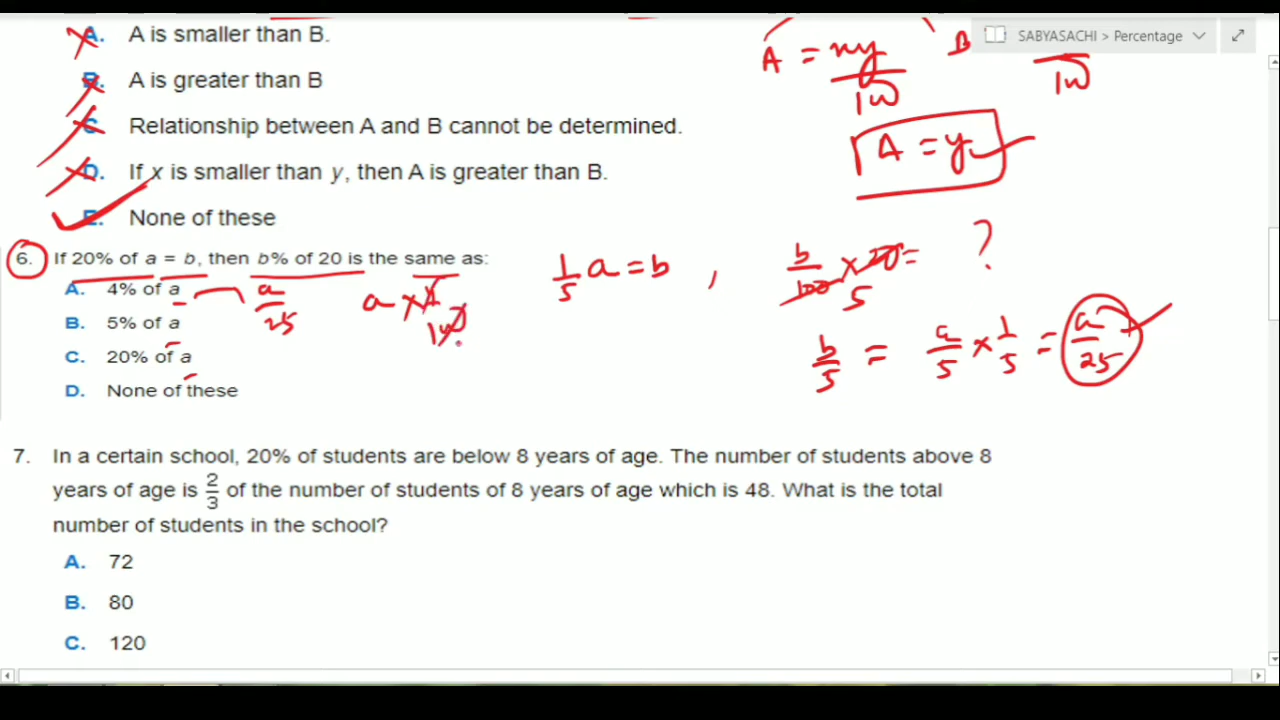 A. A is smaller than B.
B. A is greater than B
C. Relationship between A and B cannot be determined.
D. If x is smaller than y, then A is greater than B.
E. None of these
SABYASACHI > Percentage
A = xy/100
B
100
A = y
6. If 20% of a = b, then b% of 20 is the same as:
A. 4% of a
B. 5% of a
C. 20% of a
D. None of these
a/25
a ×
1/5 a = b , b/100 × 20 = ?
5
b/5 = a/5 × 1/5 = a/25
7. In a certain school, 20% of students are below 8 years of age. The number of students above 8
years of age is 2/3 of the number of students of 8 years of age which is 48. What is the total
number of students in the school?
A. 72
B. 80
C. 120